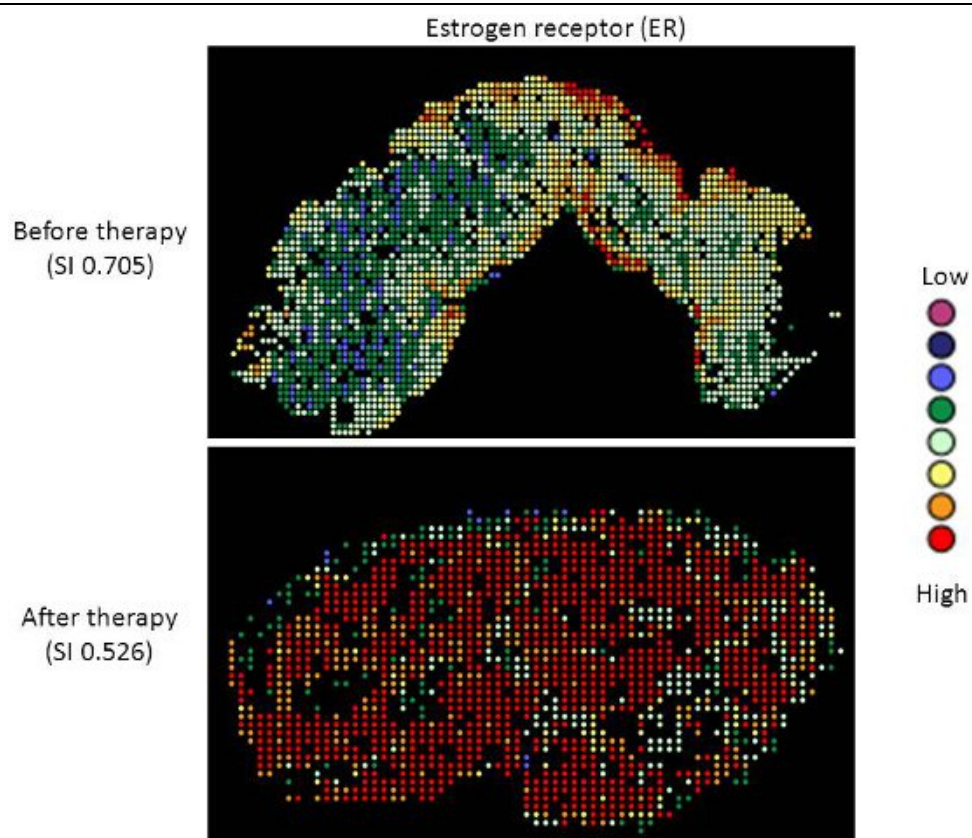 Estrogen receptor (ER)
Before therapy
(SI 0.705)
Low
High
After therapy
(SI 0.526)